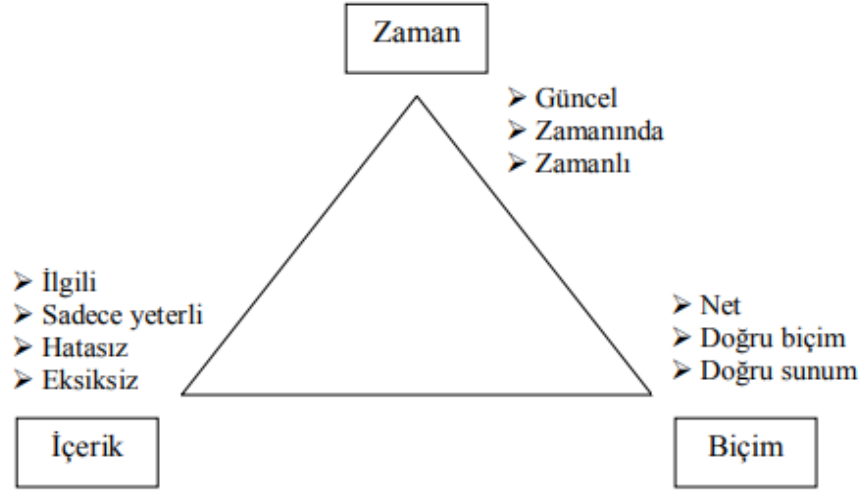 Zaman
➢ Güncel
➢ Zamanında
➢ Zamanlı
➢ İlgili
➢ Sadece yeterli
➢ Hatasız
➢ Eksiksiz
➢ Net
➢ Doğru biçim
➢ Doğru sunum
İçerik
Biçim